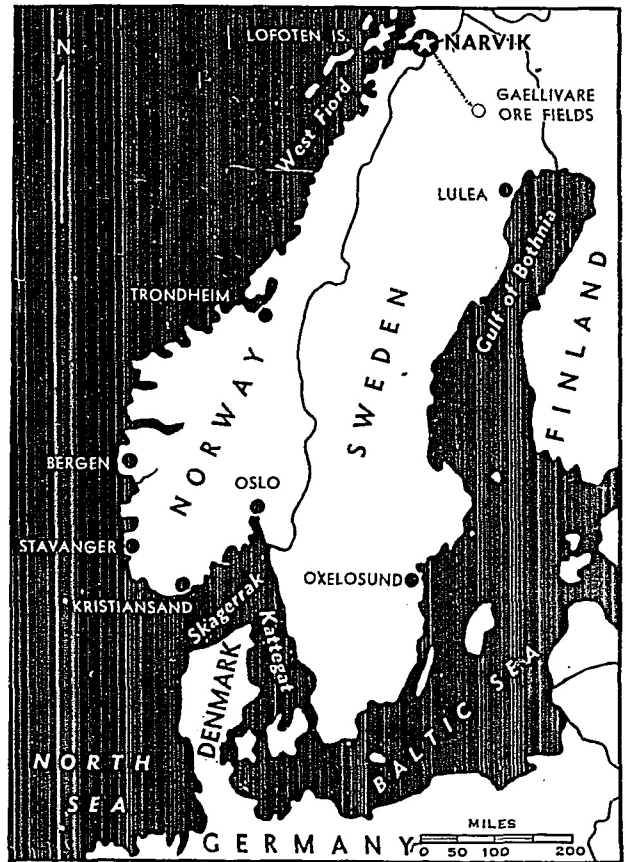 LOFOTEN IS.
NARVIK
N.
GAELLIVARE
ORE FIELDS
West Fiord
LULEA
Gulf of Bothnia
TRONDHEIM
FINLAND
SWEDEN
NORWAY
BERGEN
OSLO
STAVANGER
OXELOSUND
KRISTIANSAND
Skagerrak
Kattegat
DENMARK
BALTIC SEA
NORTH
SEA
MILES
0 50 100 200
GERMANY